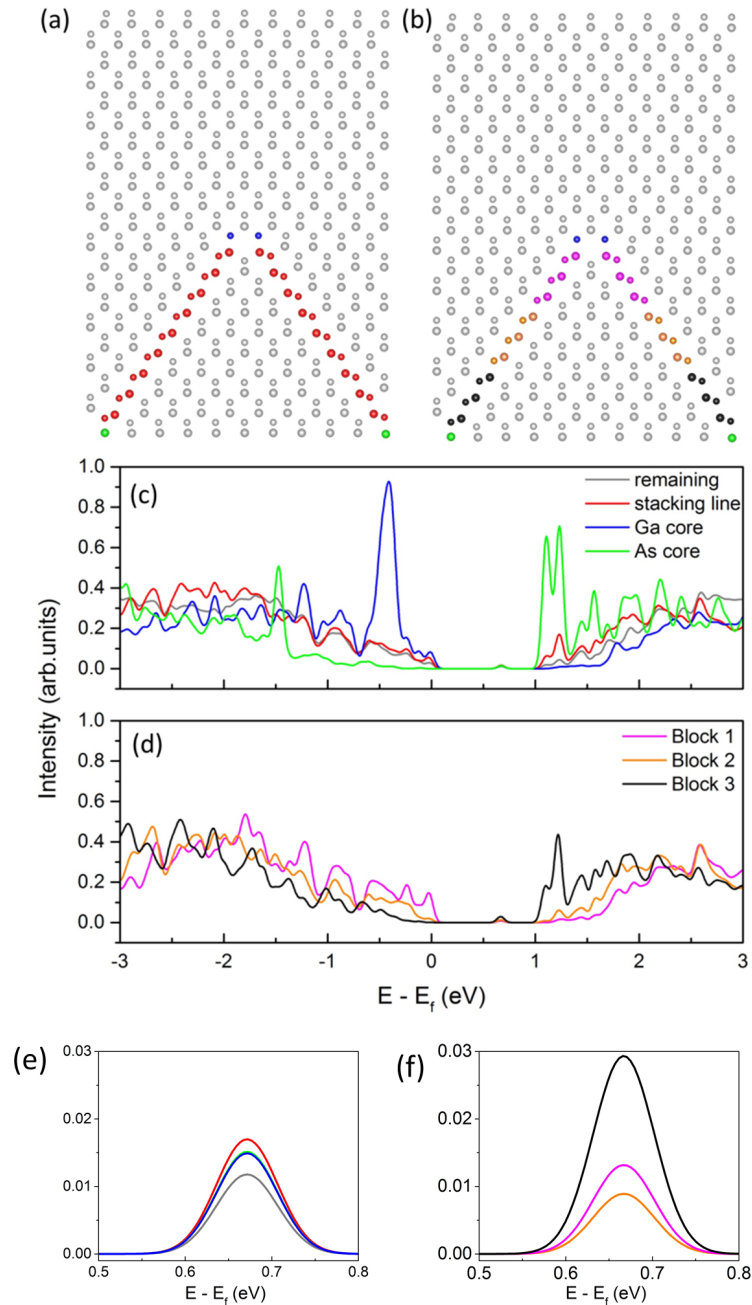 (a)
(b)
1.0
0.8
0.6
0.4
0.2
0.0
(c)
remaining
stacking line
Ga core
As core
Intensity (arb.units)
1.0
0.8
0.6
0.4
0.2
0.0
(d)
Block 1
Block 2
Block 3
-3 -2 -1 0 1 2 3
E - Ef (eV)
(e)
0.03
0.02
0.01
0.00
0.5 0.6 0.7 0.8
E - Ef (eV)
(f)
0.03
0.02
0.01
0.00
0.5 0.6 0.7 0.8
E - Ef (eV)